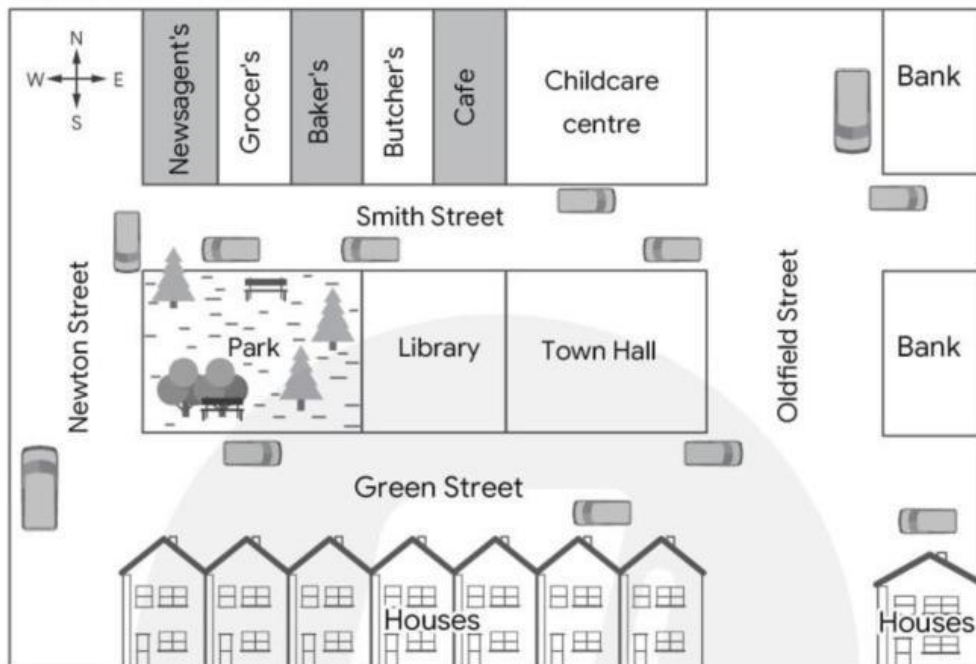 N
W E
S
Newsagent's
Grocer's
Baker's
Butcher's
Cafe
Childcare
centre
Bank
Smith Street
Newton Street
Park
Library
Town Hall
Oldfield Street
Bank
Green Street
Houses
Houses